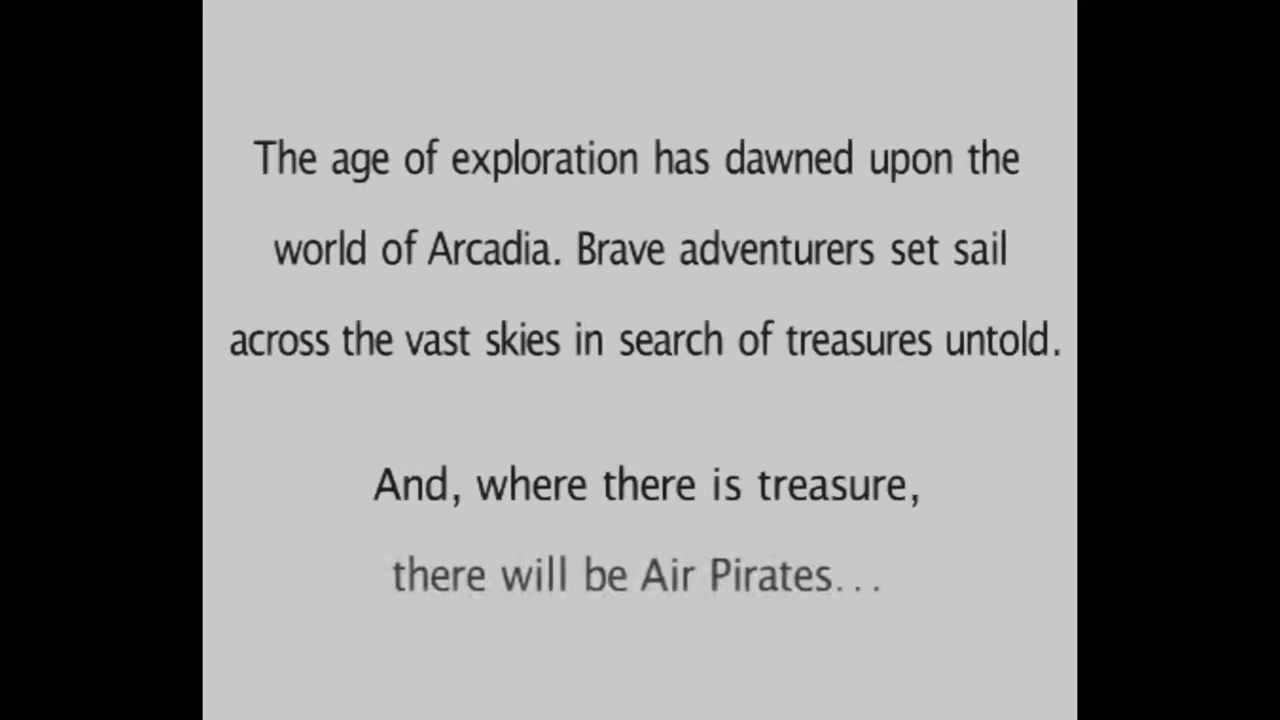 The age of exploration has dawned upon the
world of Arcadia. Brave adventurers set sail
across the vast skies in search of treasures untold.
And, where there is treasure,
there will be Air Pirates...